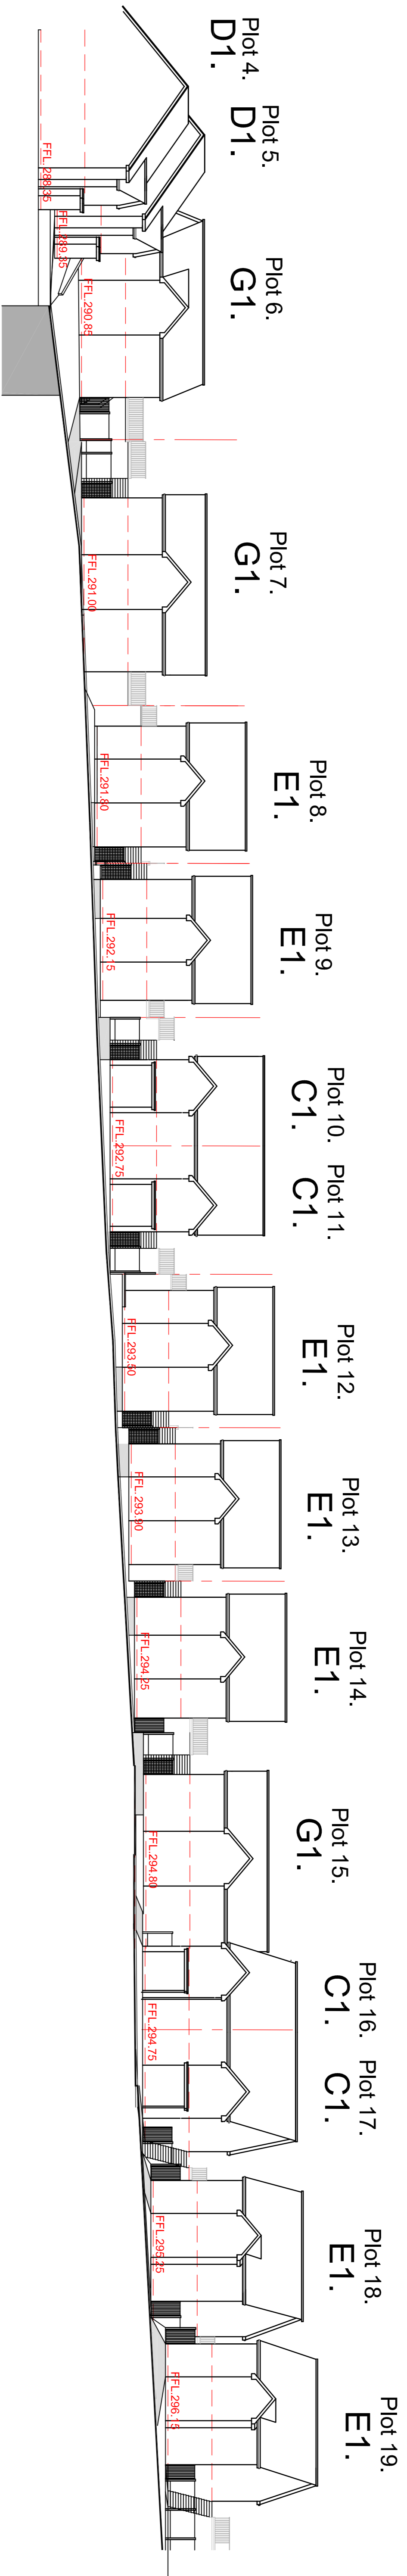 Plot 4.
D1.
Plot 5.
D1.
Plot 6.
G1.
Plot 7.
G1.
Plot 8.
E1.
Plot 9.
E1.
Plot 10.
C1.
Plot 11.
C1.
Plot 12.
E1.
Plot 13.
E1.
Plot 14.
E1.
Plot 15.
G1.
Plot 16.
C1.
Plot 17.
C1.
Plot 18.
E1.
Plot 19.
E1.
FFL.288.35
FFL.289.35
FFL.290.85
FFL.291.00
FFL.291.80
FFL.292.15
FFL.292.75
FFL.293.50
FFL.293.90
FFL.294.25
FFL.294.80
FFL.294.75
FFL.295.25
FFL.296.15